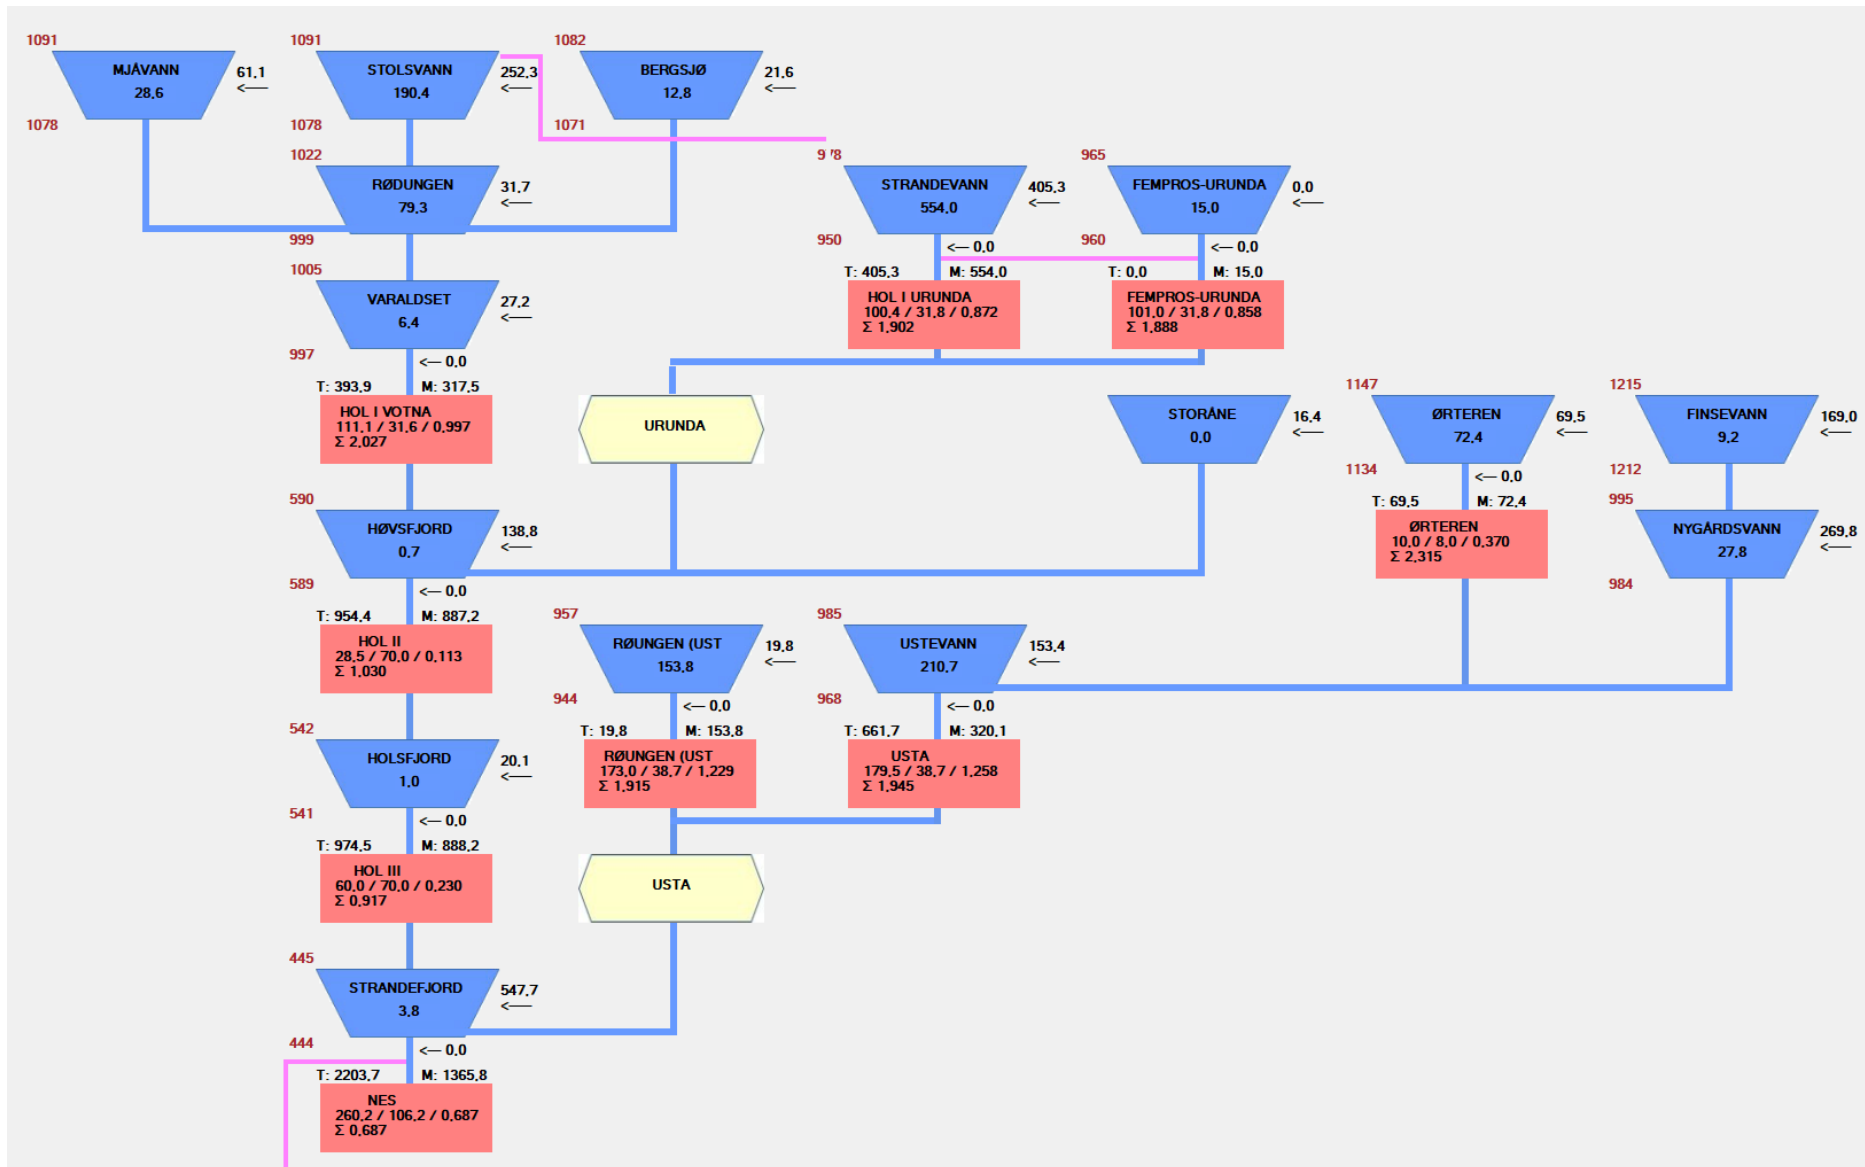 1091
MJÅVANN
28,6
61,1
<—
1078
1091
STOLSVANN
190,4
252,3
<—
1078
1082
BERGSJØ
12,8
21,6
<—
1071
1022
RØDUNGEN
79,3
31,7
<—
999
978
STRANDEVANN
554,0
405,3
<—
950
<— 0,0
T: 405,3 M: 554,0
HOL I URUNDA
100,4 / 31,8 / 0,872
Σ 1,902
965
FEMPROS-URUNDA
15,0
0,0
<—
960
<— 0,0
T: 0,0 M: 15,0
FEMPROS-URUNDA
101,0 / 31,8 / 0,858
Σ 1,888
1005
VARALDSET
6,4
27,2
<—
997
<— 0,0
T: 393,9 M: 317,5
HOL I VOTNA
111,1 / 31,6 / 0,997
Σ 2,027
URUNDA
STORÅNE
0,0
16,4
<—
1147
ØRTEREN
72,4
69,5
<—
1134
<— 0,0
T: 69,5 M: 72,4
ØRTEREN
10,0 / 8,0 / 0,370
Σ 2,315
1215
FINSEVANN
9,2
169,0
<—
1212
995
NYGÅRDSVANN
27,8
269,8
<—
984
590
HØVSFJORD
0,7
138,8
<—
589
<— 0,0
T: 954,4 M: 887,2
HOL II
28,5 / 70,0 / 0,113
Σ 1,030
957
RØUNGEN (UST
153,8
19,8
<—
944
<— 0,0
T: 19,8 M: 153,8
RØUNGEN (UST
173,0 / 38,7 / 1,229
Σ 1,915
985
USTEVANN
210,7
153,4
<—
968
<— 0,0
T: 661,7 M: 320,1
USTA
179,5 / 38,7 / 1,258
Σ 1,945
542
HOLSFJORD
1,0
20,1
<—
541
<— 0,0
T: 974,5 M: 888,2
HOL III
60,0 / 70,0 / 0,230
Σ 0,917
USTA
445
STRANDEFJORD
3,8
547,7
<—
444
<— 0,0
T: 2203,7 M: 1365,8
NES
260,2 / 106,2 / 0,687
Σ 0,687